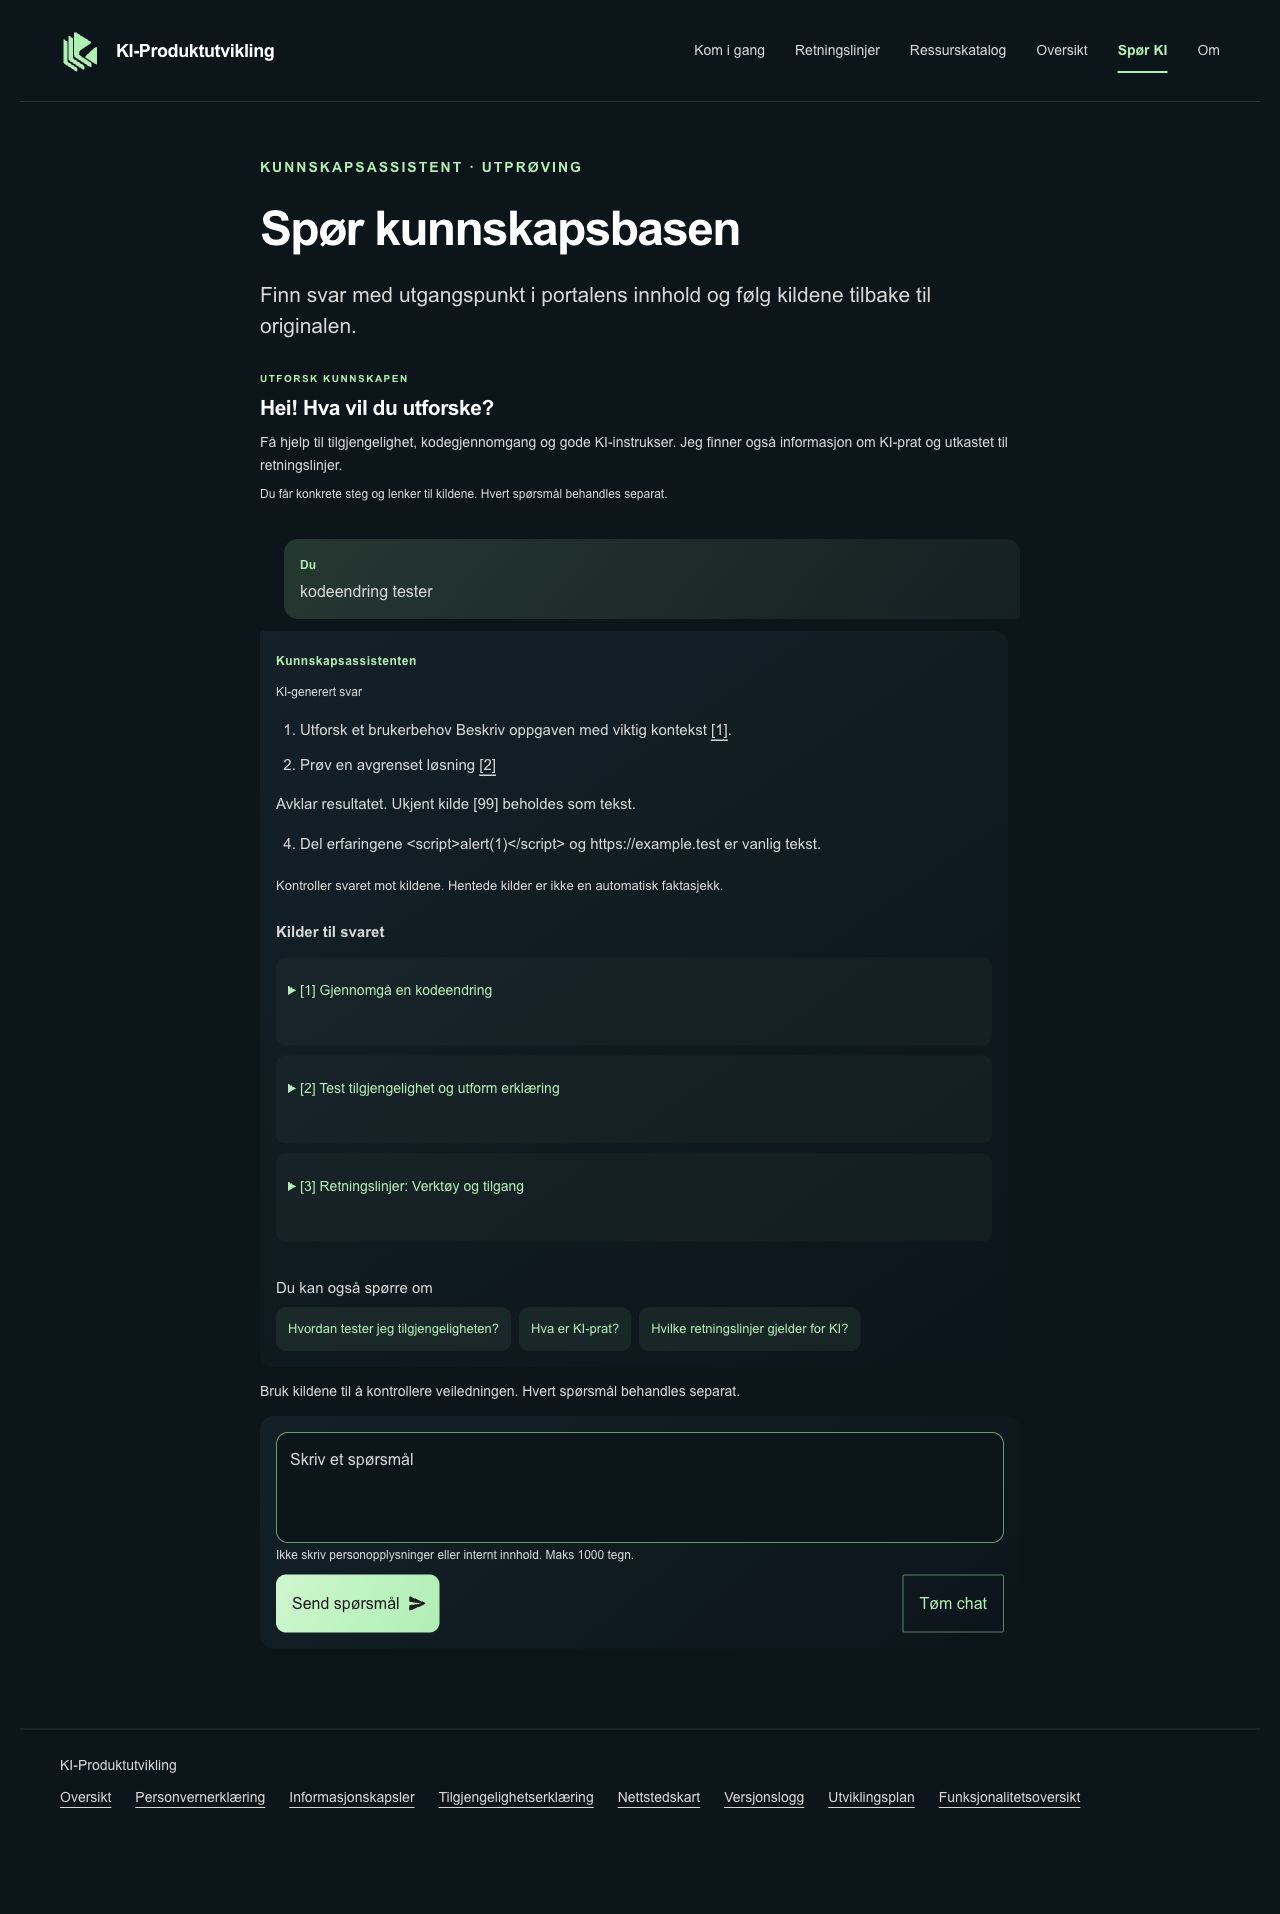 KI-Produktutvikling
Kom i gang
Retningslinjer
Ressurskatalog
Oversikt
Spør KI
Om
KUNNSKAPSASSISTENT · UTPRØVING
Spør kunnskapsbasen
Finn svar med utgangspunkt i portalens innhold og følg kildene tilbake til
originalen.
UTFORSK KUNNSKAPEN
Hei! Hva vil du utforske?
Få hjelp til tilgjengelighet, kodegjennomgang og gode KI-instrukser. Jeg finner også informasjon om KI-prat og utkastet til
retningslinjer.
Du får konkrete steg og lenker til kildene. Hvert spørsmål behandles separat.
Du
kodeendring tester
Kunnskapsassistenten
KI-generert svar
1. Utforsk et brukerbehov Beskriv oppgaven med viktig kontekst [1].
2. Prøv en avgrenset løsning [2]
Avklar resultatet. Ukjent kilde [99] beholdes som tekst.
4. Del erfaringene <script>alert(1)</script> og https://example.test er vanlig tekst.
Kontroller svaret mot kildene. Hentede kilder er ikke en automatisk faktasjekk.
Kilder til svaret
[1] Gjennomgå en kodeendring
[2] Test tilgjengelighet og utform erklæring
[3] Retningslinjer: Verktøy og tilgang
Du kan også spørre om
Hvordan tester jeg tilgjengeligheten?
Hva er KI-prat?
Hvilke retningslinjer gjelder for KI?
Bruk kildene til å kontrollere veiledningen. Hvert spørsmål behandles separat.
Skriv et spørsmål
Ikke skriv personopplysninger eller internt innhold. Maks 1000 tegn.
Send spørsmål
Tøm chat
KI-Produktutvikling
Oversikt
Personvernerklæring
Informasjonskapsler
Tilgjengelighetserklæring
Nettstedskart
Versjonslogg
Utviklingsplan
Funksjonalitetsoversikt